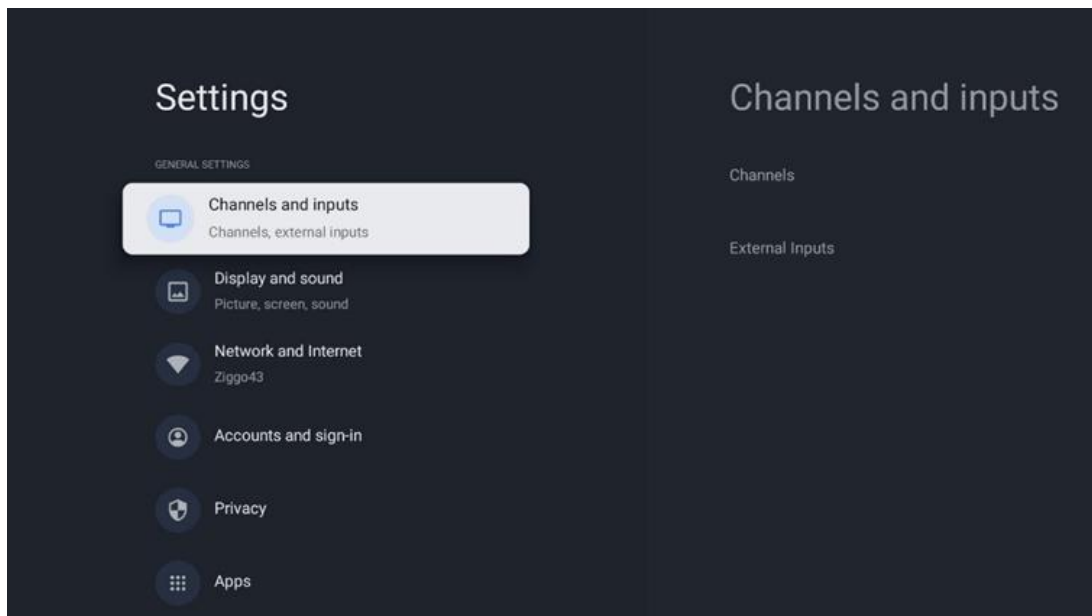 Settings
GENERAL SETTINGS
Channels and inputs
Channels, external inputs
Display and sound
Picture, screen, sound
Network and Internet
Ziggo43
Accounts and sign-in
Privacy
Apps
Channels and inputs
Channels
External Inputs